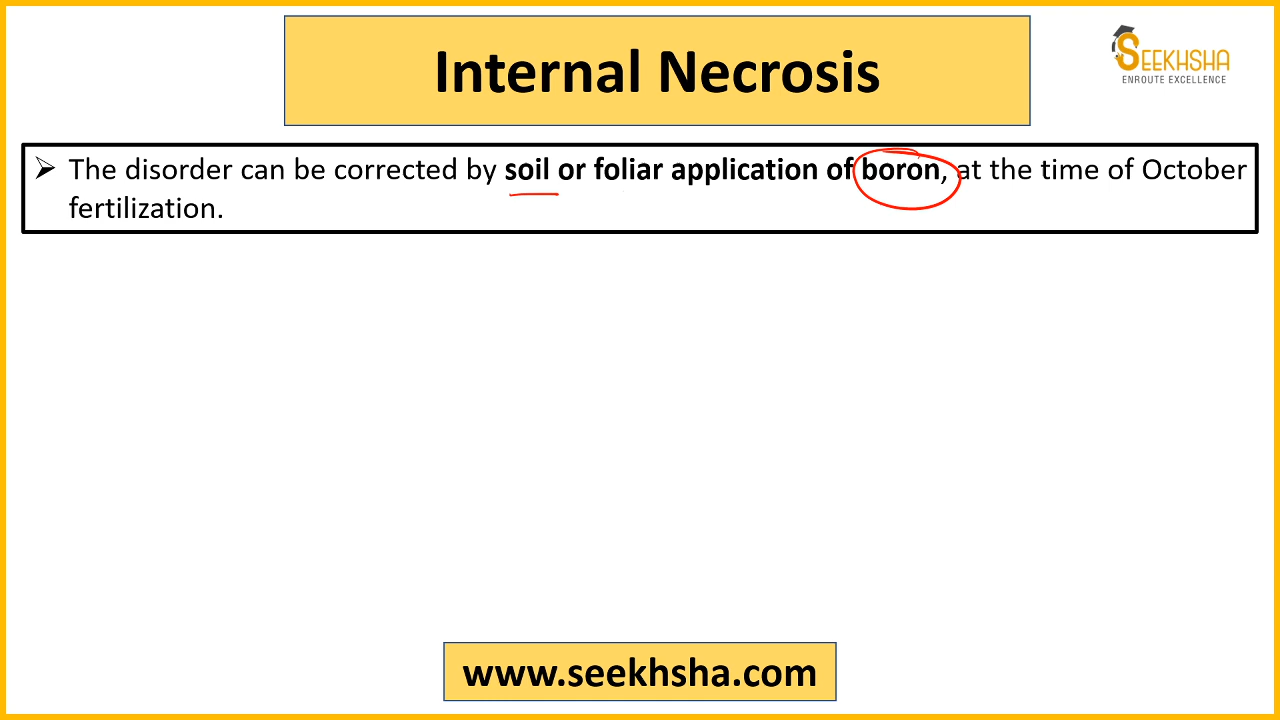 Internal Necrosis
SEEKHSHA
ENROUTE EXCELLENCE
➢ The disorder can be corrected by soil or foliar application of boron, at the time of October
fertilization.
www.seekhsha.com